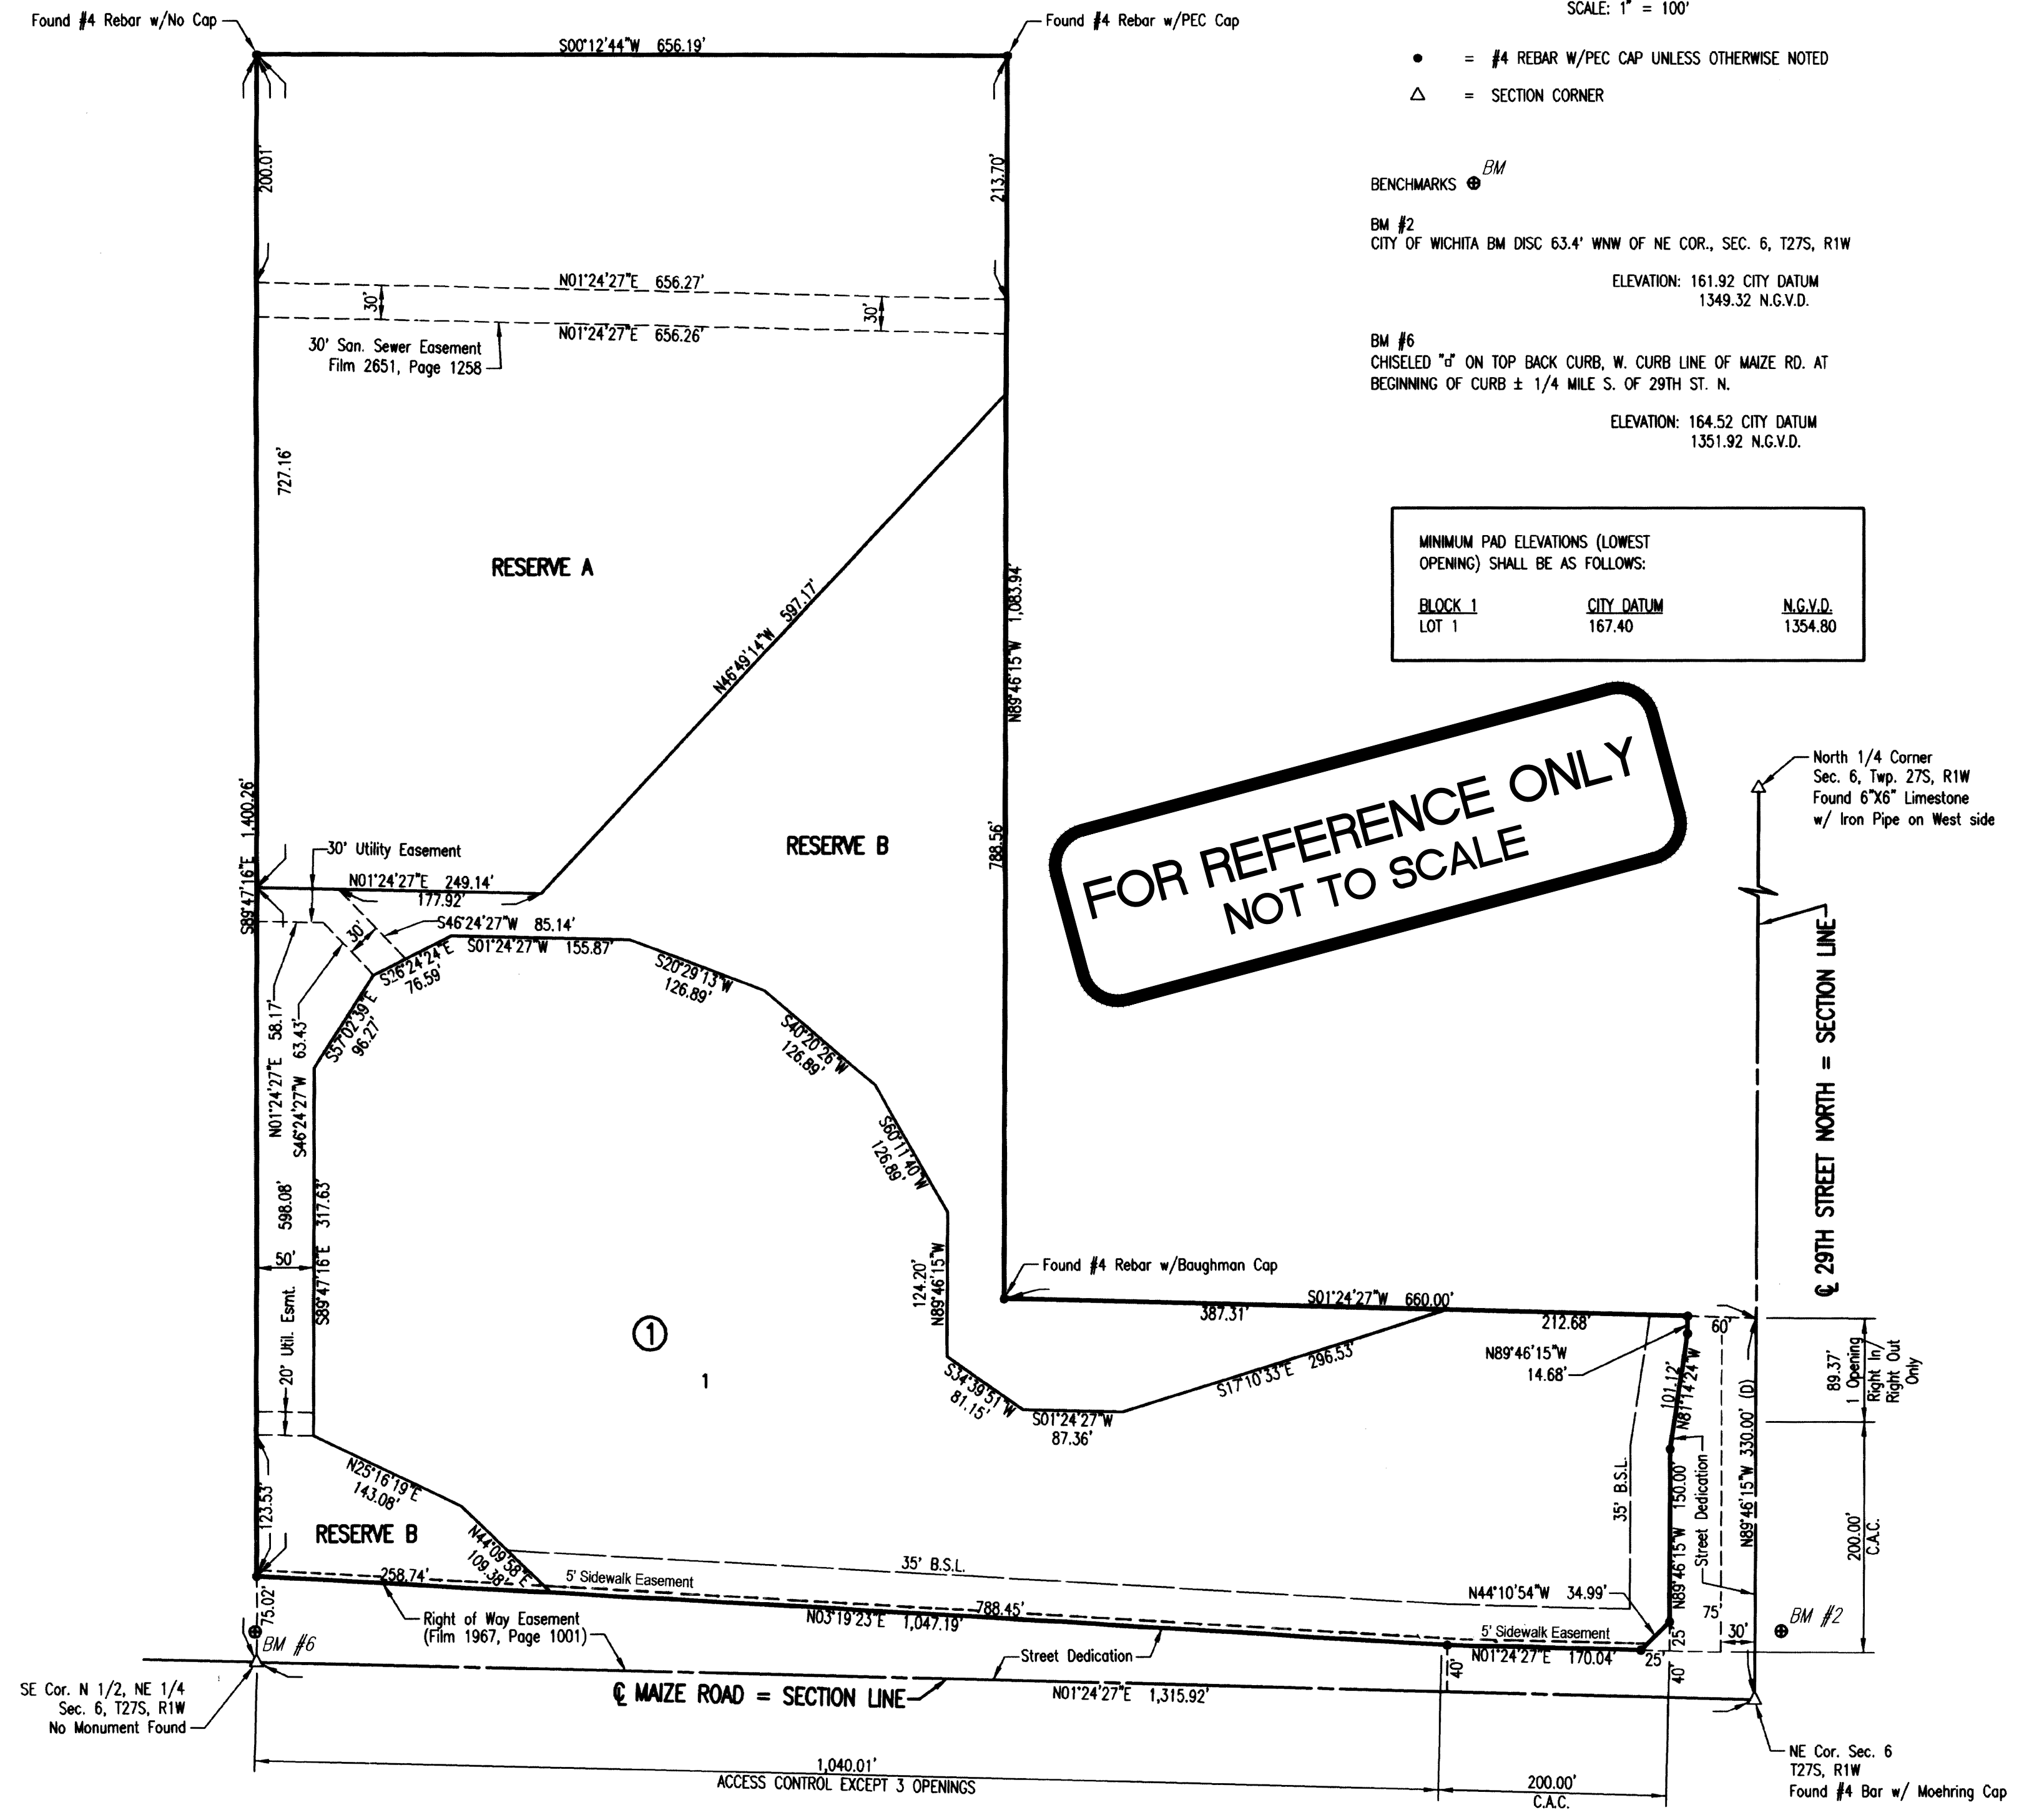 SCALE: 1" = 100'
Found #4 Rebar w/No Cap
Found #4 Rebar w/PEC Cap
S00°12'44"W 656.19'
● = #4 REBAR W/PEC CAP UNLESS OTHERWISE NOTED
△ = SECTION CORNER
BENCHMARKS ⊕ BM
BM #2
CITY OF WICHITA BM DISC 63.4' WNW OF NE COR., SEC. 6, T27S, R1W
ELEVATION: 161.92 CITY DATUM
1349.32 N.G.V.D.
BM #6
CHISELED "□" ON TOP BACK CURB, W. CURB LINE OF MAIZE RD. AT
BEGINNING OF CURB ± 1/4 MILE S. OF 29TH ST. N.
ELEVATION: 164.52 CITY DATUM
1351.92 N.G.V.D.
MINIMUM PAD ELEVATIONS (LOWEST
OPENING) SHALL BE AS FOLLOWS:
BLOCK 1 CITY DATUM N.G.V.D.
LOT 1 167.40 1354.80
FOR REFERENCE ONLY
NOT TO SCALE
200.01'
213.70'
N01°24'27"E 656.27'
30'
30'
N01°24'27"E 656.26'
30' San. Sewer Easement
Film 2651, Page 1258
727.16'
RESERVE A
N46°49'14"W 597.17'
N89°46'15"W 1,083.94'
788.56'
RESERVE B
S89°47'16"E 1,400.26'
30' Utility Easement
N01°24'27"E 249.14'
177.92'
S46°24'27"W 85.14'
30'
S26°24'24"E
76.59'
S01°24'27"W 155.87'
S20°29'13"W
126.89'
S40°20'26"W
126.89'
S60°11'40"W
126.89'
S57°02'39"E
96.27'
N01°24'27"E 58.17'
S46°24'27"W 63.43'
598.08'
S89°47'16"E 317.63'
50'
20' Util. Esmt.
124.20'
N89°46'15"W
1
1
S34°39'51"W
81.15'
S01°24'27"W
87.36'
S17°10'33"E 296.53'
Found #4 Rebar w/Baughman Cap
S01°24'27"W 660.00'
387.31'
212.68'
60'
N89°46'15"W
14.68'
101.12'
N81°14'24"W
North 1/4 Corner
Sec. 6, Twp. 27S, R1W
Found 6"X6" Limestone
w/ Iron Pipe on West side
℄ 29TH STREET NORTH = SECTION LINE
89.37'
1 Opening
Right In/
Right Out
Only
N89°46'15"W 330.00' (D)
200.00'
C.A.C.
35' B.S.L.
N89°46'15"W 150.00'
Street Dedication
N44°10'54"W 34.99'
75'
30'
25'
25'
40'
40'
BM #2
123.53'
N25°16'19"E
143.08'
RESERVE B
N44°09'58"E
109.38'
35' B.S.L.
258.74'
5' Sidewalk Easement
788.45'
N03°19'23"E 1,047.19'
5' Sidewalk Easement
N01°24'27"E 170.04'
Right of Way Easement
(Film 1967, Page 1001)
Street Dedication
75.02'
BM #6
℄ MAIZE ROAD = SECTION LINE
N01°24'27"E 1,315.92'
SE Cor. N 1/2, NE 1/4
Sec. 6, T27S, R1W
No Monument Found
NE Cor. Sec. 6
T27S, R1W
Found #4 Bar w/ Moehring Cap
1,040.01'
ACCESS CONTROL EXCEPT 3 OPENINGS
200.00'
C.A.C.